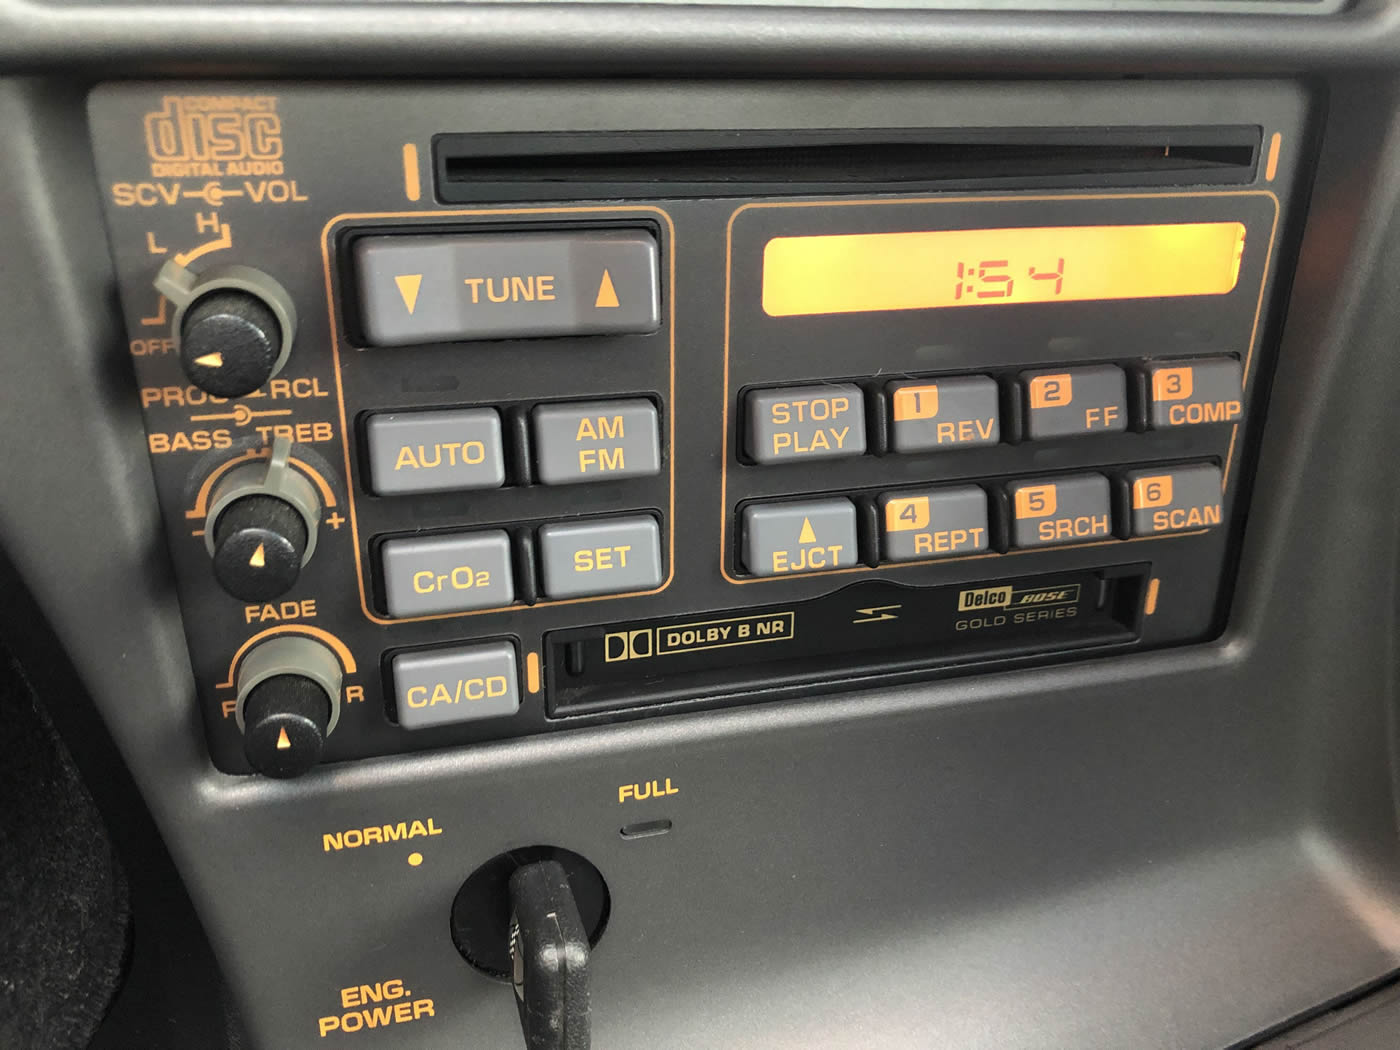 COMPACT
disc
DIGITAL AUDIO
SCV VOL
L H
OFF
1:54
TUNE
PROG RCL
BASS TREB
- +
AUTO
AM
FM
STOP
PLAY
1 REV
2 FF
3 COMP
CrO2
SET
EJCT
4 REPT
5 SRCH
6 SCAN
FADE
F R
CA/CD
DOLBY B NR
Delco BOSE
GOLD SERIES
FULL
NORMAL
ENG.
POWER